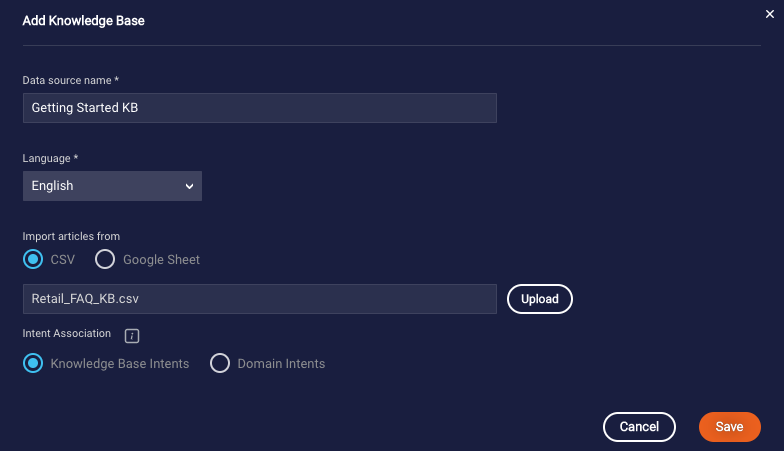 Add Knowledge Base
Data source name *
Getting Started KB
Language *
English
Import articles from
CSV Google Sheet
Retail_FAQ_KB.csv Upload
Intent Association i
Knowledge Base Intents Domain Intents
Cancel Save